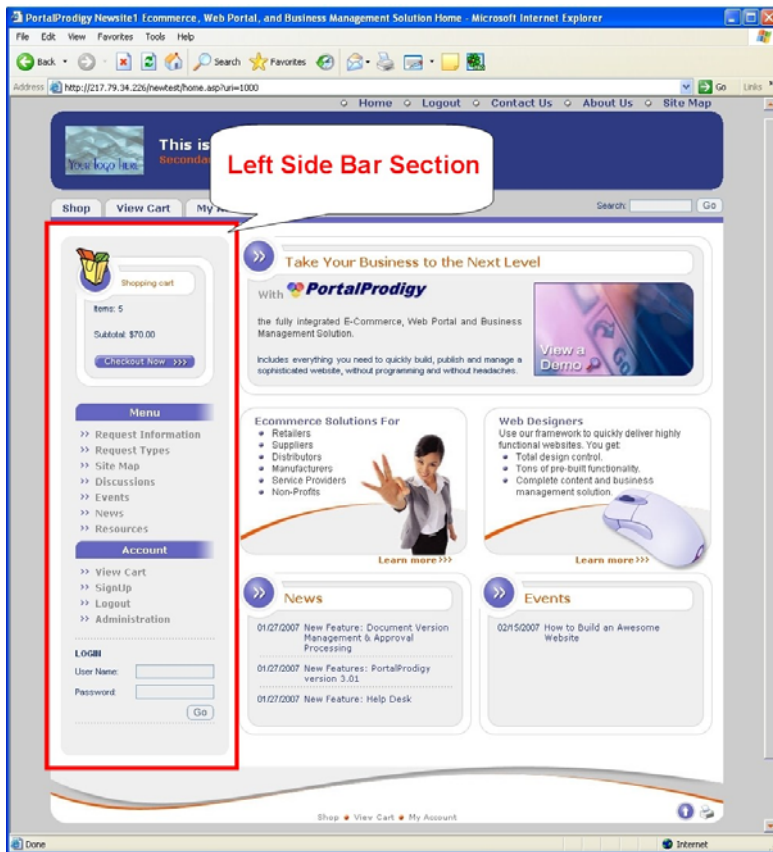 PortalProdigy Newsite1 Ecommerce, Web Portal, and Business Management Solution Home - Microsoft Internet Explorer
File Edit View Favorites Tools Help
Back Search Favorites
Address http://217.79.34.226/newtest/home.asp?uri=1000 Go Links
Home Logout Contact Us About Us Site Map
Your logo here
This is
Secondar
Left Side Bar Section
Shop View Cart My A
Search: Go
Shopping cart
Items: 5
Subtotal: $70.00
Checkout Now >>>
Menu
>> Request Information
>> Request Types
>> Site Map
>> Discussions
>> Events
>> News
>> Resources
Account
>> View Cart
>> SignUp
>> Logout
>> Administration
LOGIN
User Name:
Password:
Go
Take Your Business to the Next Level
With PortalProdigy
the fully integrated E-Commerce, Web Portal and Business
Management Solution.
Includes everything you need to quickly build, publish and manage a
sophisticated website, without programming and without headaches.
View a
Demo
Go
Ecommerce Solutions For
• Retailers
• Suppliers
• Distributors
• Manufacturers
• Service Providers
• Non-Profits
Learn more>>>
Web Designers
Use our framework to quickly deliver highly
functional websites. You get:
• Total design control.
• Tons of pre-built functionality.
• Complete content and business
management solution.
Learn more>>>
News
01/27/2007 New Feature: Document Version
Management & Approval
Processing
01/27/2007 New Features: PortalProdigy
version 3.01
01/27/2007 New Feature: Help Desk
Events
02/15/2007 How to Build an Awesome
Website
Shop View Cart My Account
Done Internet